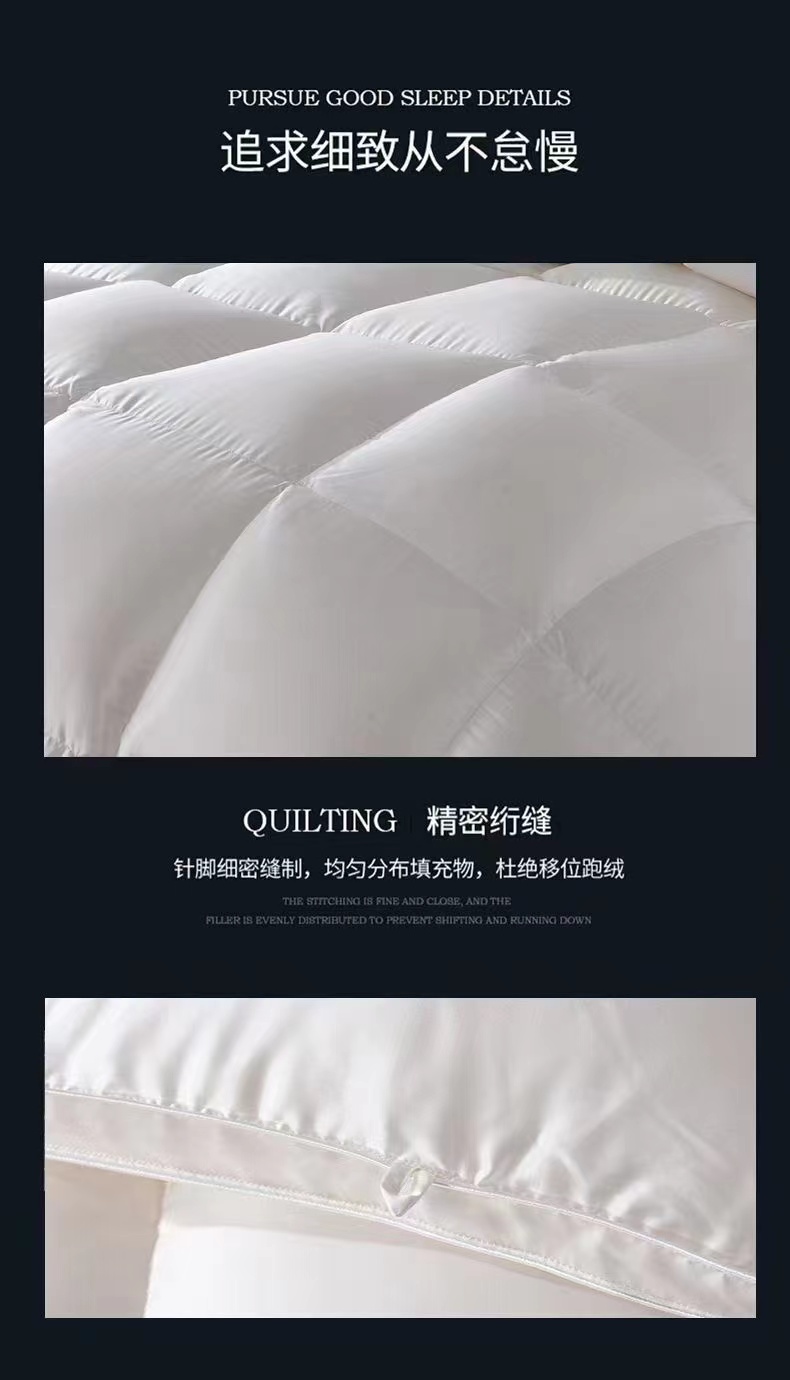 PURSUE GOOD SLEEP DETAILS
追求细致从不怠慢
QUILTING 精密绗缝
针脚细密缝制，均匀分布填充物，杜绝移位跑绒
THE STITCHING IS FINE AND CLOSE, AND THE
FILLER IS EVENLY DISTRIBUTED TO PREVENT SHIFTING AND RUNNING DOWN